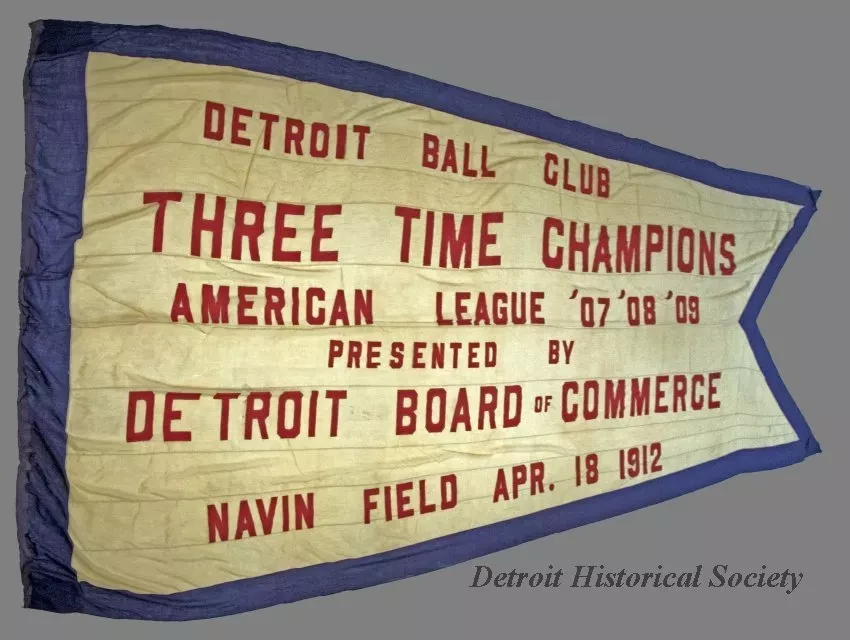 DETROIT BALL CLUB
THREE TIME CHAMPIONS
AMERICAN LEAGUE '07 '08 '09
PRESENTED BY
DETROIT BOARD OF COMMERCE
NAVIN FIELD APR. 18 1912
Detroit Historical Society